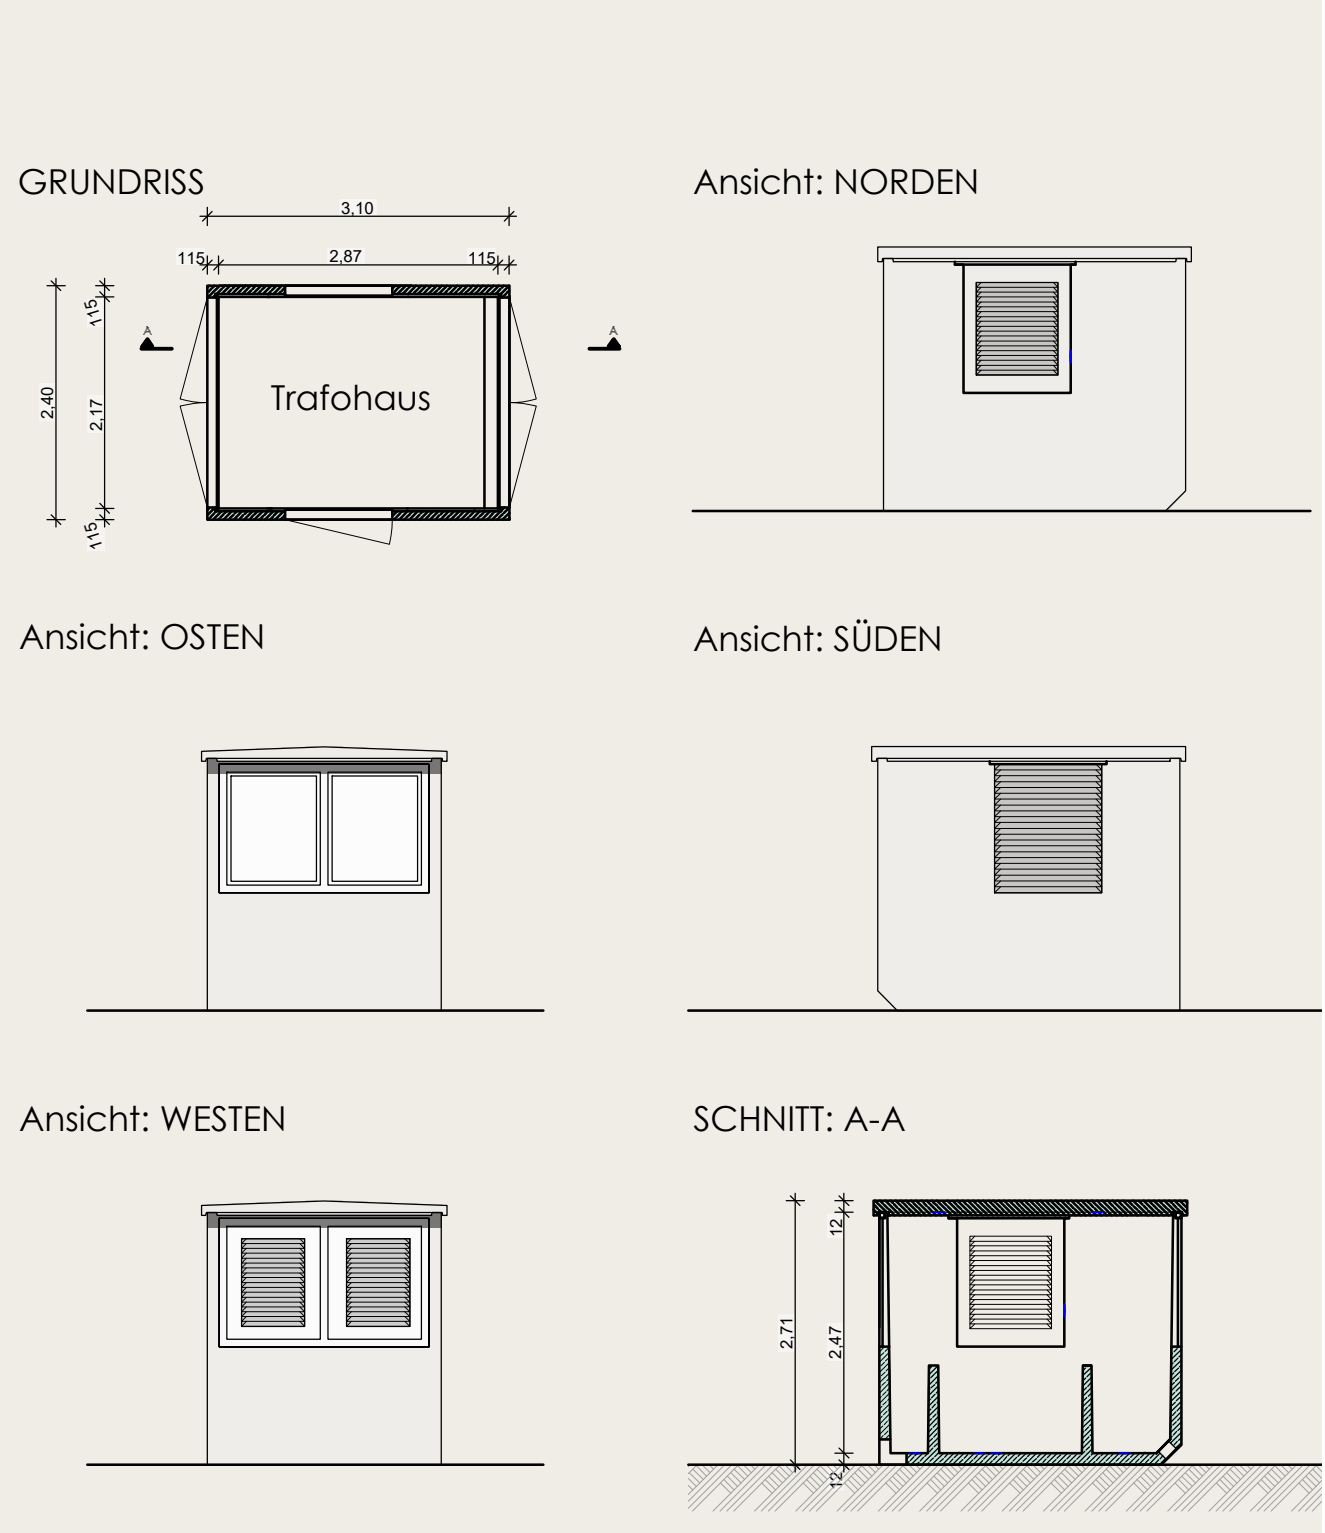 GRUNDRISS
Ansicht: NORDEN
3,10
115
2,87
115
115
A
A
2,40
2,17
Trafohaus
115
Ansicht: OSTEN
Ansicht: SÜDEN
Ansicht: WESTEN
SCHNITT: A-A
12
2,71
2,47
12